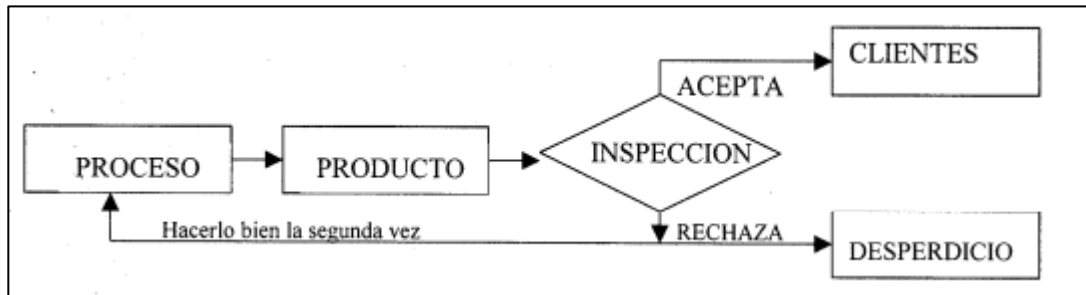 CLIENTES
ACEPTA
PROCESO
PRODUCTO
INSPECCION
Hacerlo bien la segunda vez
RECHAZA
DESPERDICIO